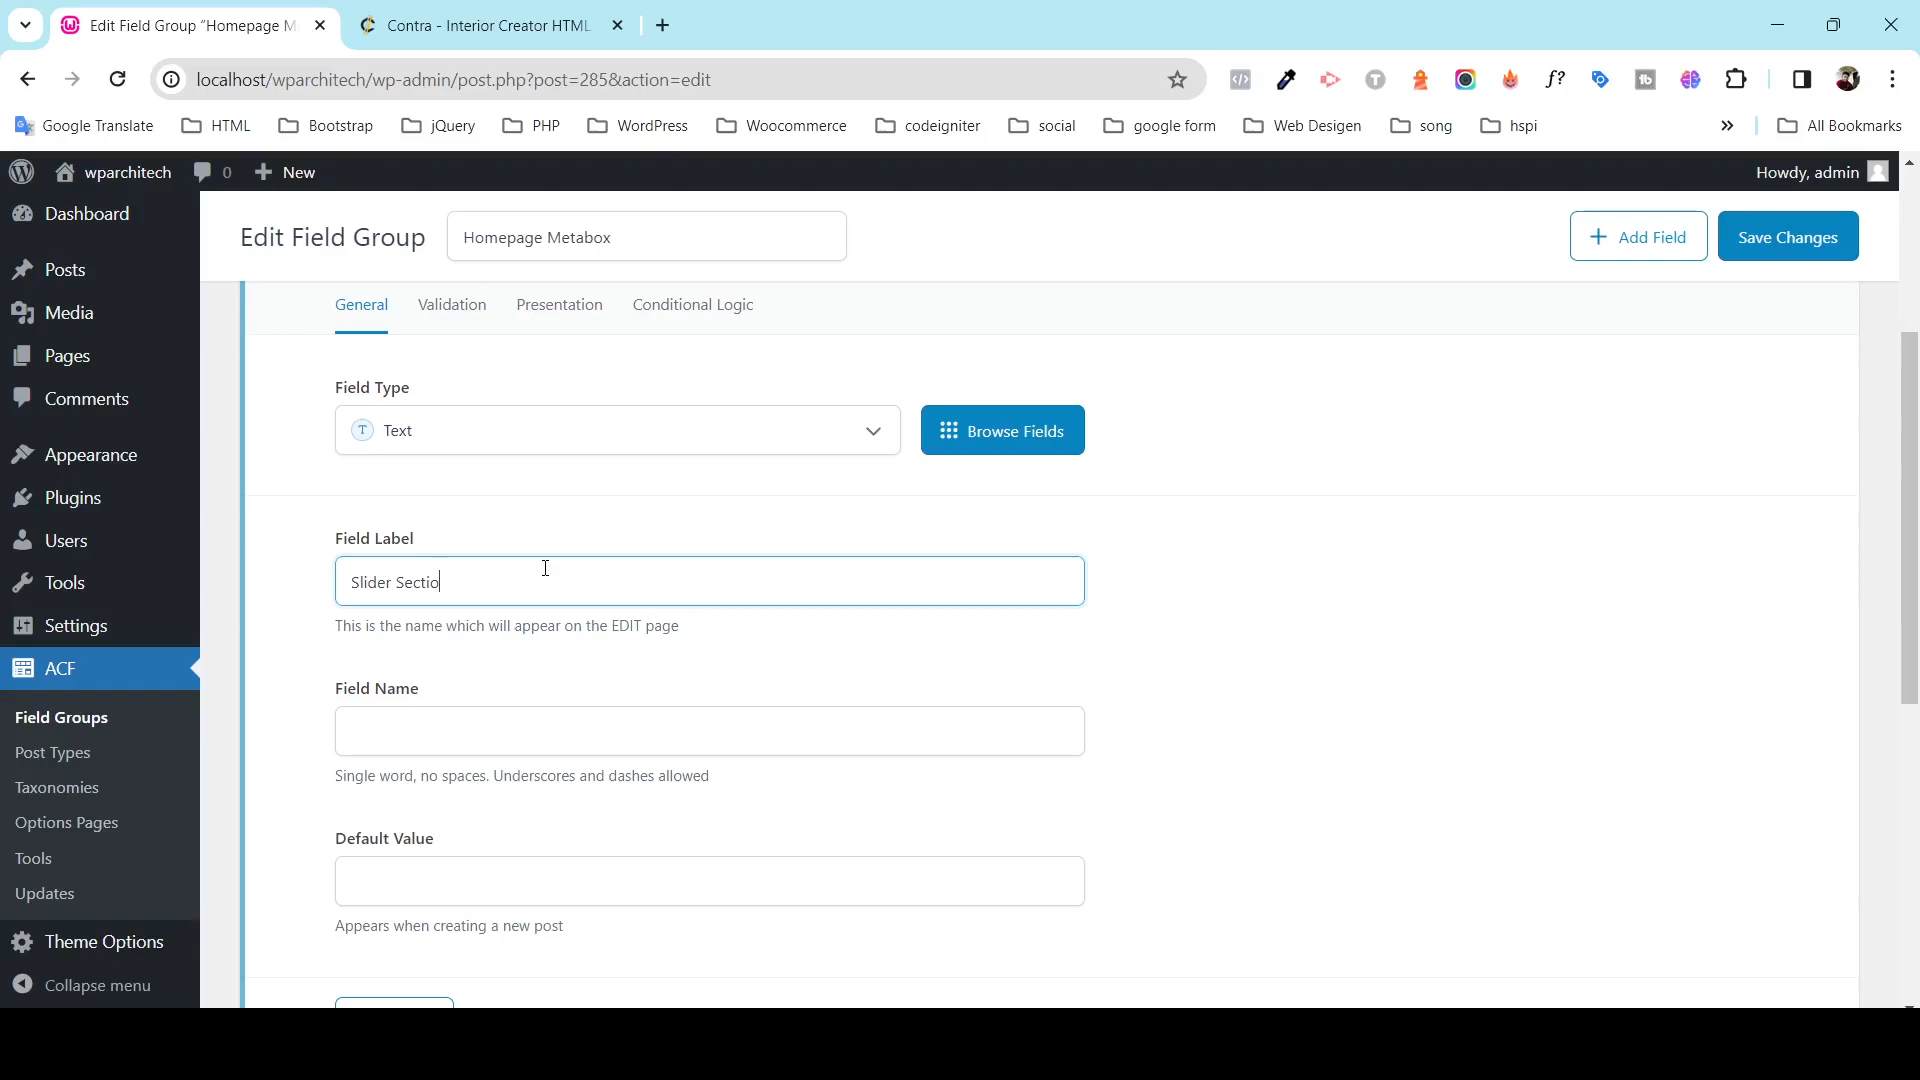 Edit Field Group “Homepage M
Contra - Interior Creator HTML
localhost/wparchitech/wp-admin/post.php?post=285&action=edit
Google Translate
HTML
Bootstrap
jQuery
PHP
WordPress
Woocommerce
codeigniter
social
google form
Web Desigen
song
hspi
All Bookmarks
wparchitech
0
New
Howdy, admin
Dashboard
Posts
Media
Pages
Comments
Appearance
Plugins
Users
Tools
Settings
ACF
Field Groups
Post Types
Taxonomies
Options Pages
Tools
Updates
Theme Options
Collapse menu
Edit Field Group
Homepage Metabox
Add Field
Save Changes
General
Validation
Presentation
Conditional Logic
Field Type
T
Text
Browse Fields
Field Label
Slider Sectio
This is the name which will appear on the EDIT page
Field Name
Single word, no spaces. Underscores and dashes allowed
Default Value
Appears when creating a new post